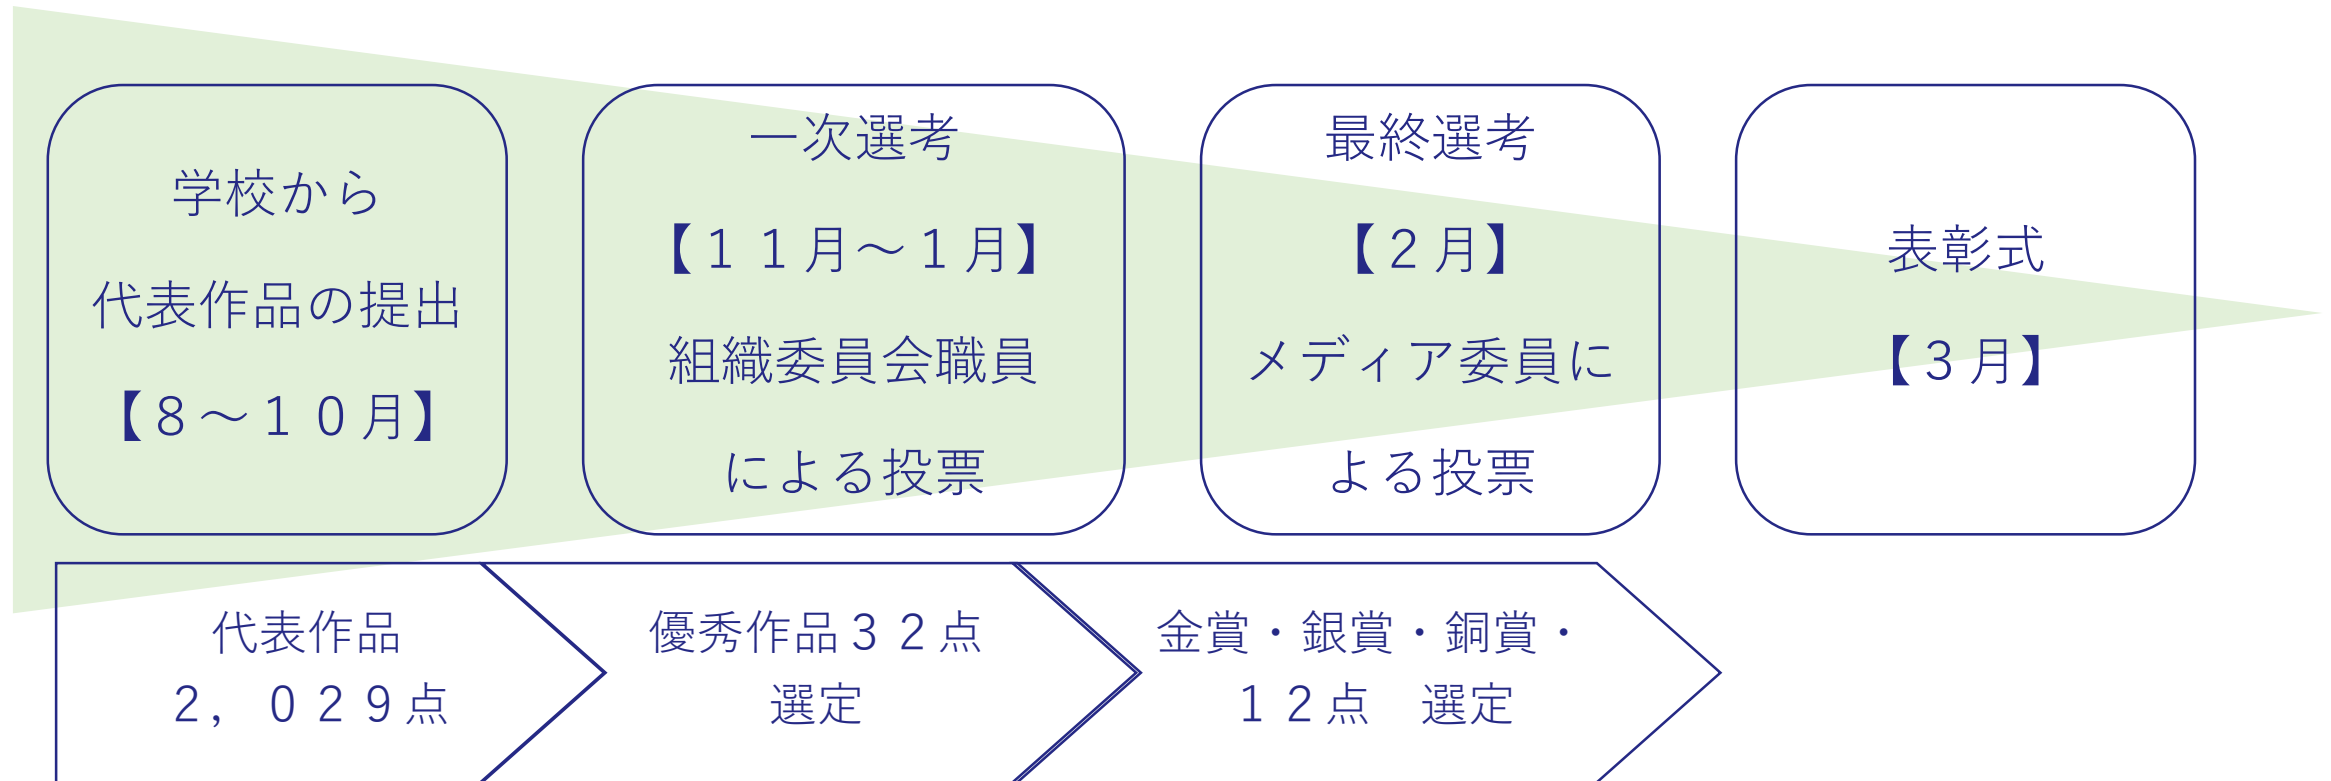 学校から
代表作品の提出
【８～１０月】
一次選考
【１１月～１月】
組織委員会職員
による投票
最終選考
【２月】
メディア委員に
よる投票
表彰式
【３月】
代表作品
２，０２９点
優秀作品３２点
選定
金賞・銀賞・銅賞・
１２点　選定